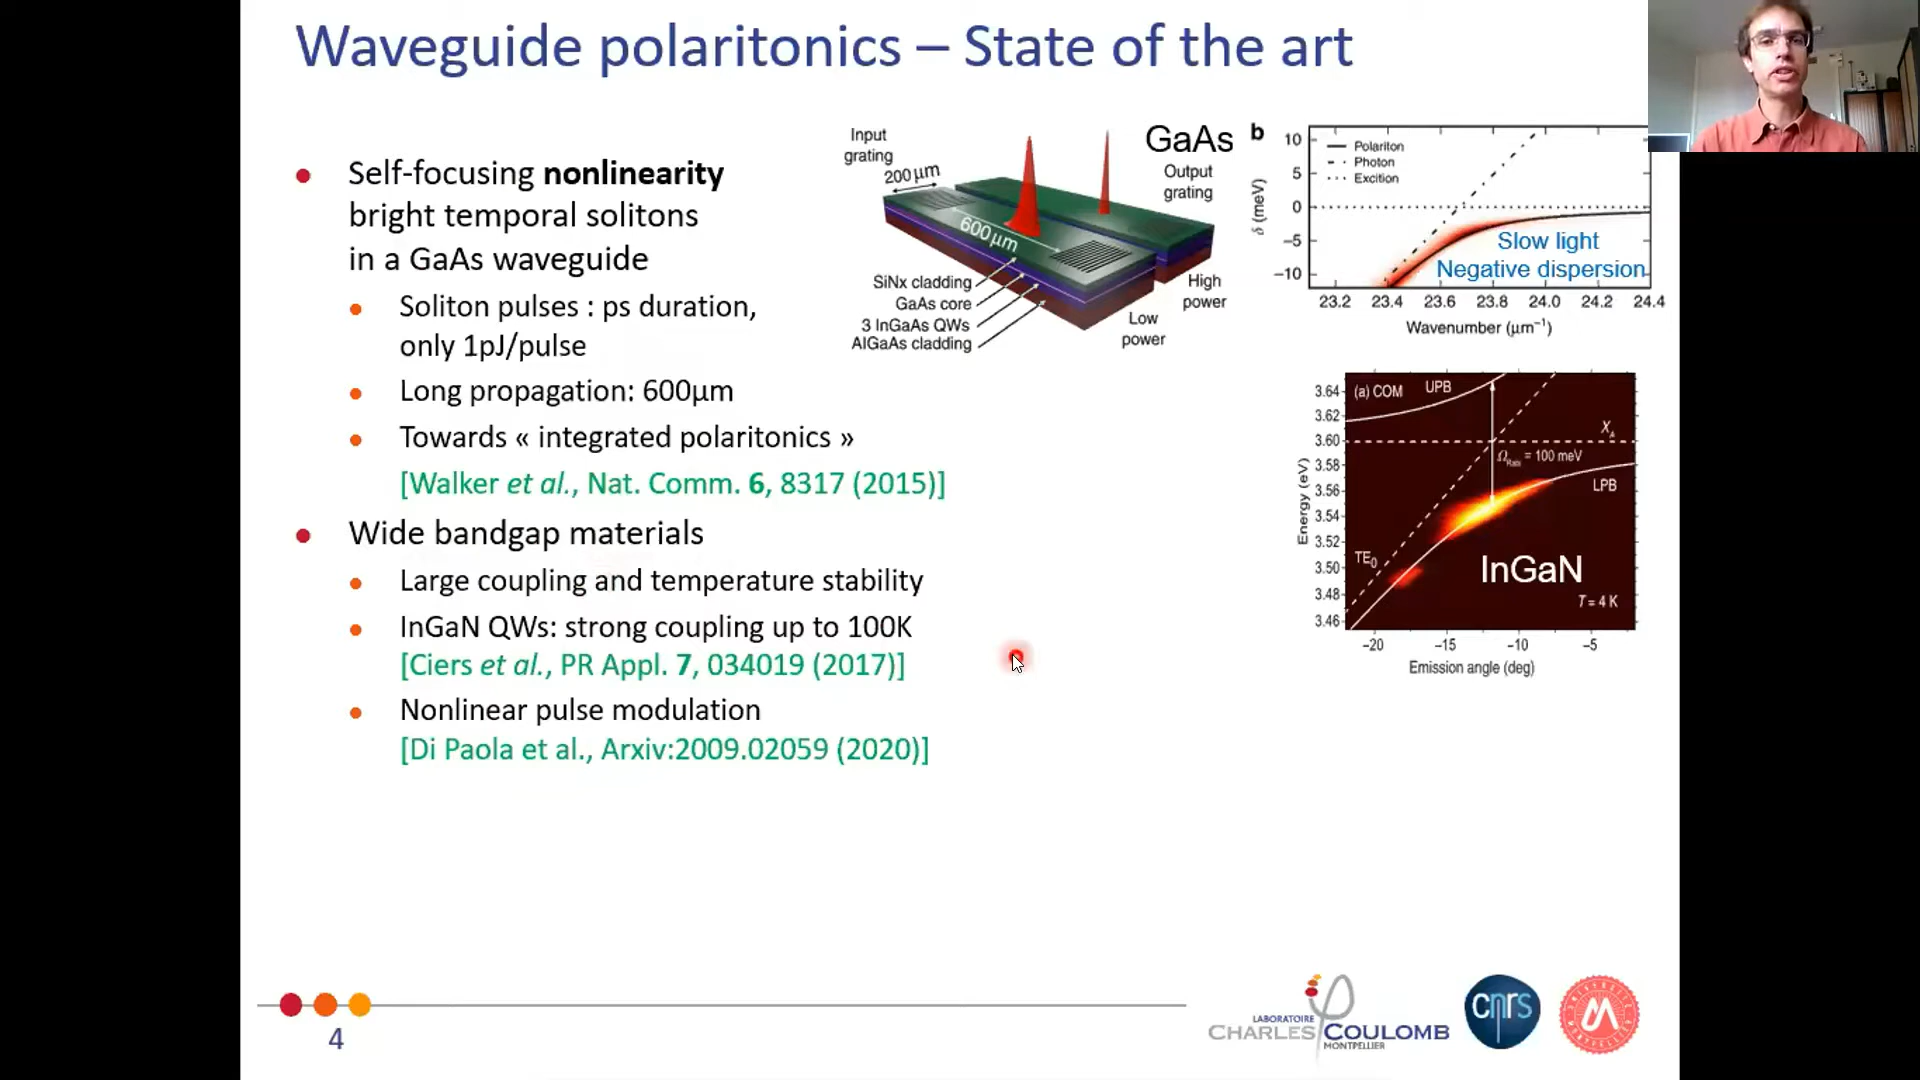 Waveguide polaritonics – State of the art
Self-focusing nonlinearity
bright temporal solitons
in a GaAs waveguide
Soliton pulses : ps duration,
only 1pJ/pulse
Long propagation: 600µm
Towards « integrated polaritonics »
[Walker et al., Nat. Comm. 6, 8317 (2015)]
Wide bandgap materials
Large coupling and temperature stability
InGaN QWs: strong coupling up to 100K
[Ciers et al., PR Appl. 7, 034019 (2017)]
Nonlinear pulse modulation
[Di Paola et al., Arxiv:2009.02059 (2020)]
Input
grating
200 µm
GaAs
Output
grating
600 µm
SiNx cladding
GaAs core
3 InGaAs QWs
AlGaAs cladding
High
power
Low
power
b
δ (meV)
10
5
0
−5
−10
Polariton
Photon
Excition
Slow light
Negative dispersion
23.2 23.4 23.6 23.8 24.0 24.2 24.4
Wavenumber (µm⁻¹)
Energy (eV)
3.64
3.62
3.60
3.58
3.56
3.54
3.52
3.50
3.48
3.46
(a) COM UPB
X_A
Ω_Rabi = 100 meV
LPB
TE₀
InGaN
T = 4 K
−20 −15 −10 −5
Emission angle (deg)
4
LABORATOIRE
CHARLES COULOMB
MONTPELLIER
cnrs